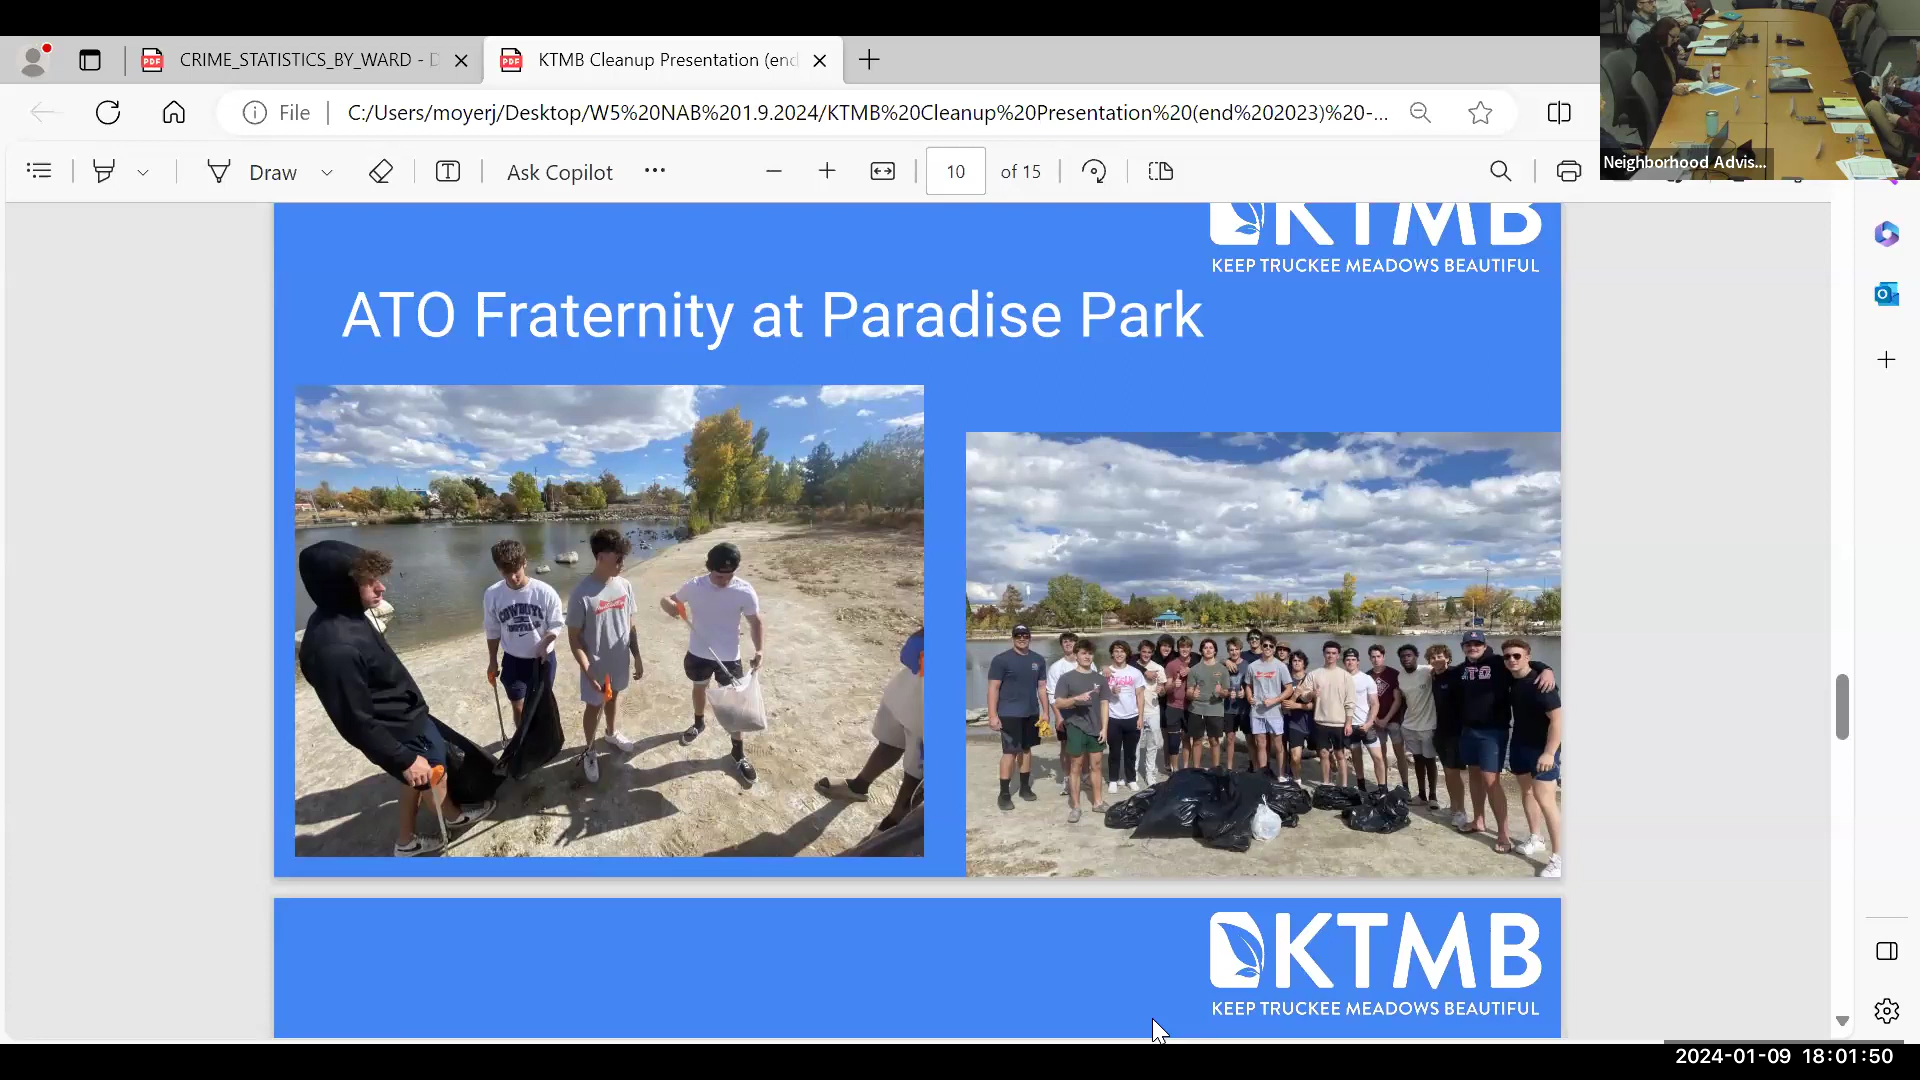 CRIME_STATISTICS_BY_WARD - D
KTMB Cleanup Presentation (end
File
C:/Users/moyerj/Desktop/W5%20NAB%201.9.2024/KTMB%20Cleanup%20Presentation%20(end%202023)%20-...
Neighborhood Advis...
Draw
Ask Copilot
10
of 15
KTMB
KEEP TRUCKEE MEADOWS BEAUTIFUL
ATO Fraternity at Paradise Park
COWBOYS
FOOTBALL
KTMB
KEEP TRUCKEE MEADOWS BEAUTIFUL
2024-01-09 18:01:50